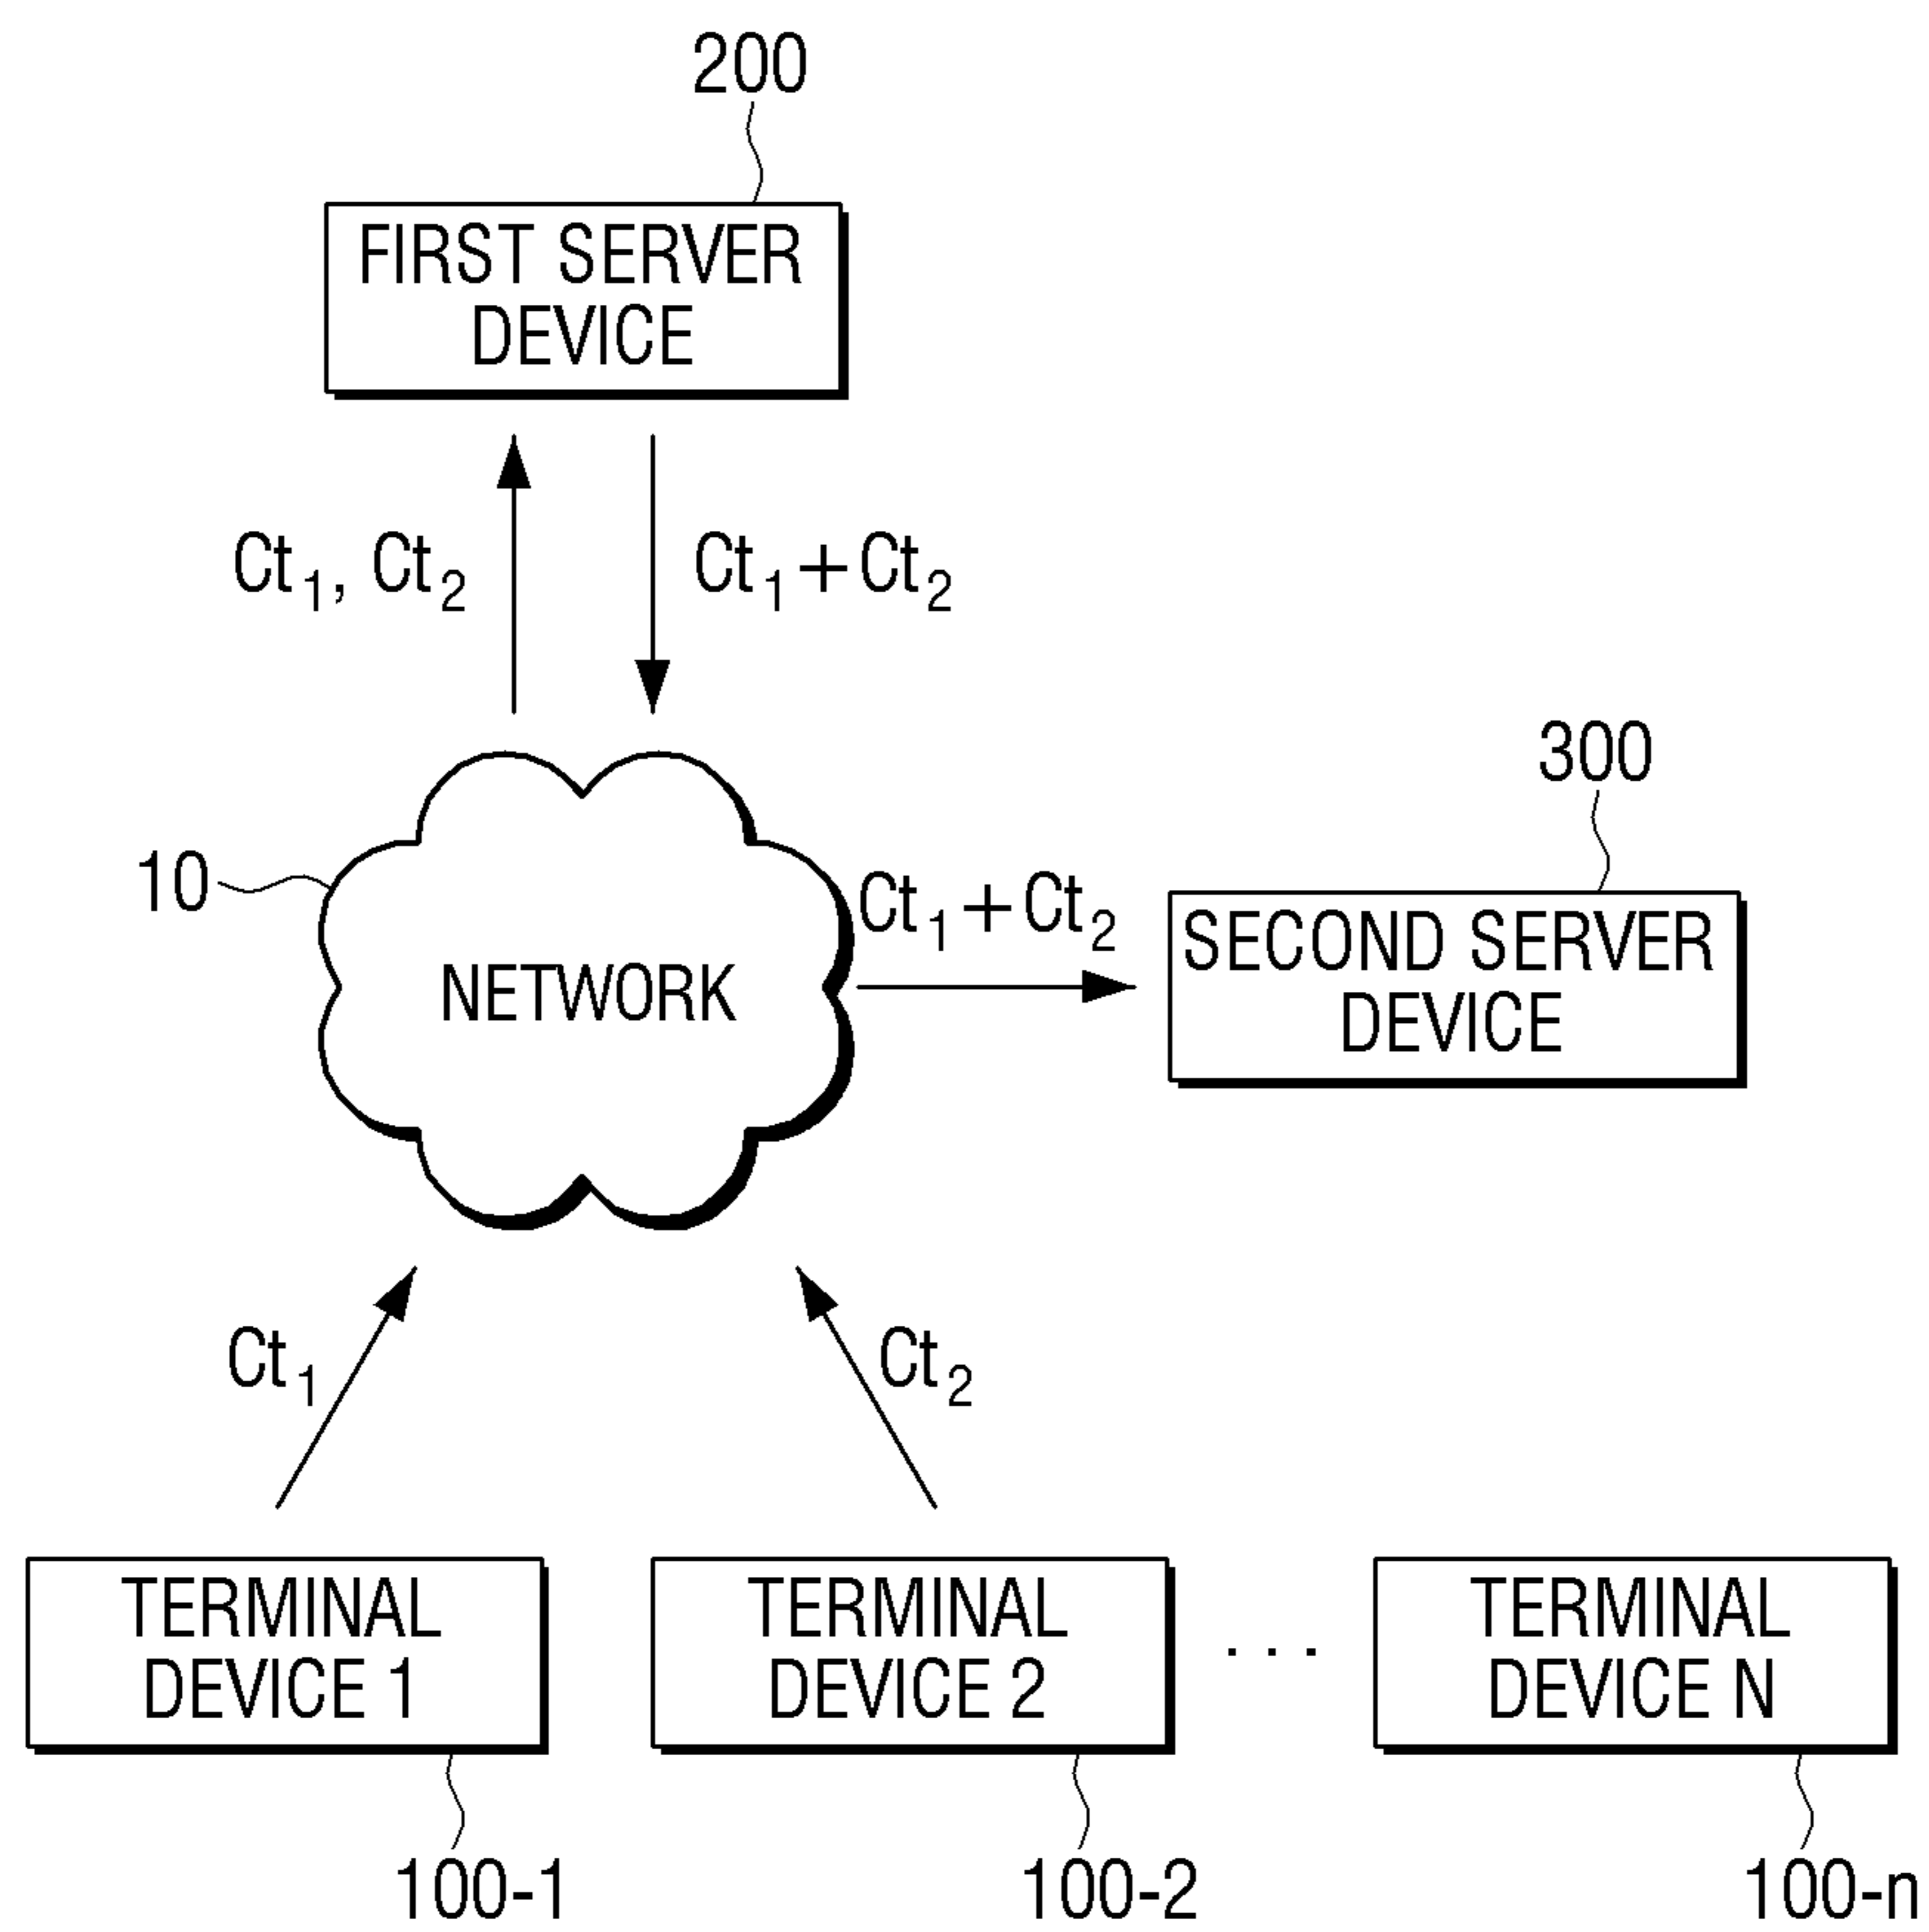 200
FIRST SERVER
DEVICE
Ct₁, Ct₂
Ct₁+Ct₂
300
10
Ct₁+Ct₂
SECOND SERVER
DEVICE
NETWORK
Ct₁
Ct₂
TERMINAL
DEVICE 1
TERMINAL
DEVICE 2
. . .
TERMINAL
DEVICE N
100-1
100-2
100-n